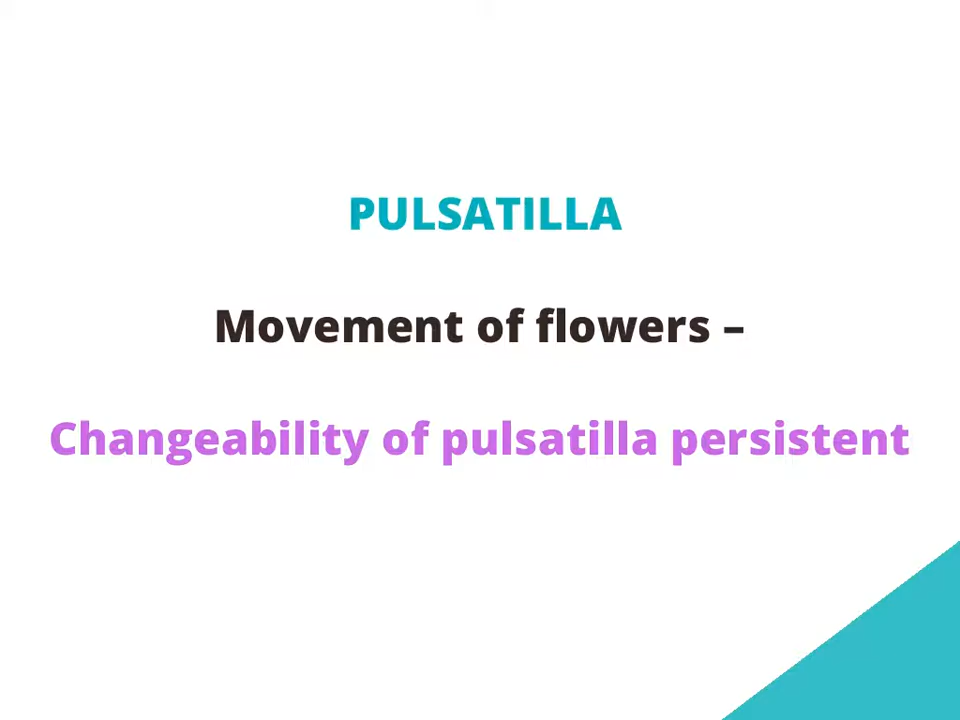 PULSATILLA
Movement of flowers –
Changeability of pulsatilla persistent